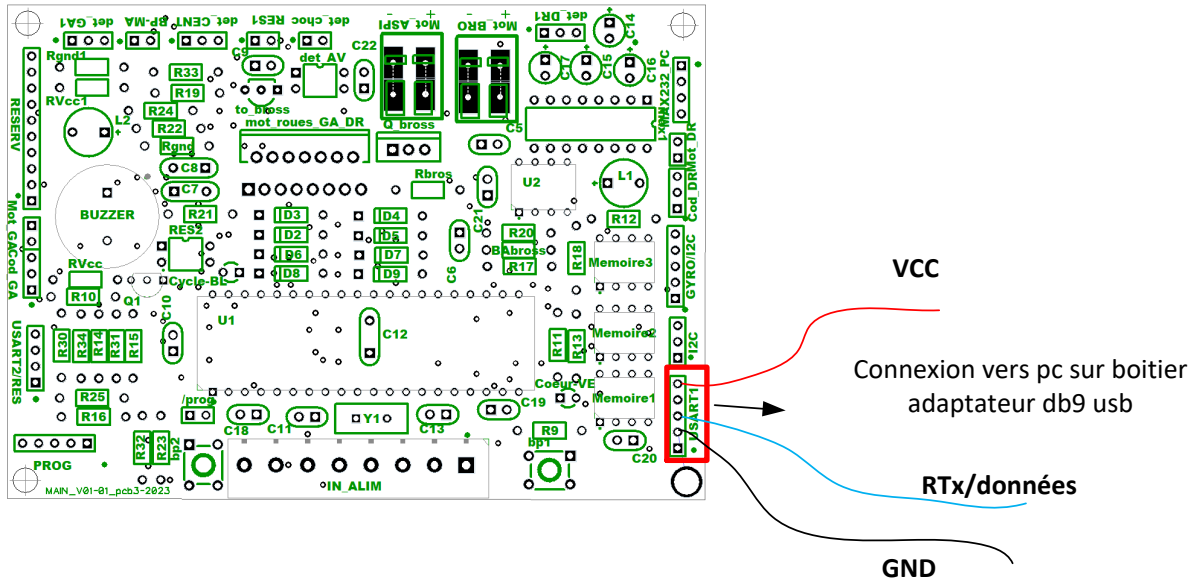 det_GA1 BP-MA det_CENT RES1 det_choc - Mot_ASPI + - Mot_BRO + det_DR1 C14
Rgnd1 R33 C9 det_AV C22 C17 C15 C16 MAX232_PC
RVcc1 R19 to_bross
RESERV L2 R24 mot_roues_GA_DR Q_bross C5 MAX1
R22
Rgnd Mot_DR
C8 U2 L1
C7 Rbros C21 Cod_DR
BUZZER R21 D3 D4 R12
Mot_GA RES2 D2 D5 R20
Cod_GA D6 D7 C6 BAbross R18 Memoire3 GYRO/I2C
RVcc Cycle-BL D8 D9 R17
R10 Q1 C10
VCC
USART2/RES U1 C12 Memoire2 I2C
R30 R34 R14 R31 R15 R11 R13
Connexion vers pc sur boitier
adaptateur db9 usb
R25 /prog Coeur-VE Memoire1 USART1
R16 C18 C11 Y1 C13 C19 R9
PROG R32 R23 bp2 bp1 C20
IN_ALIM
MAIN_V01-01_pcb3-2023
RTx/données
GND